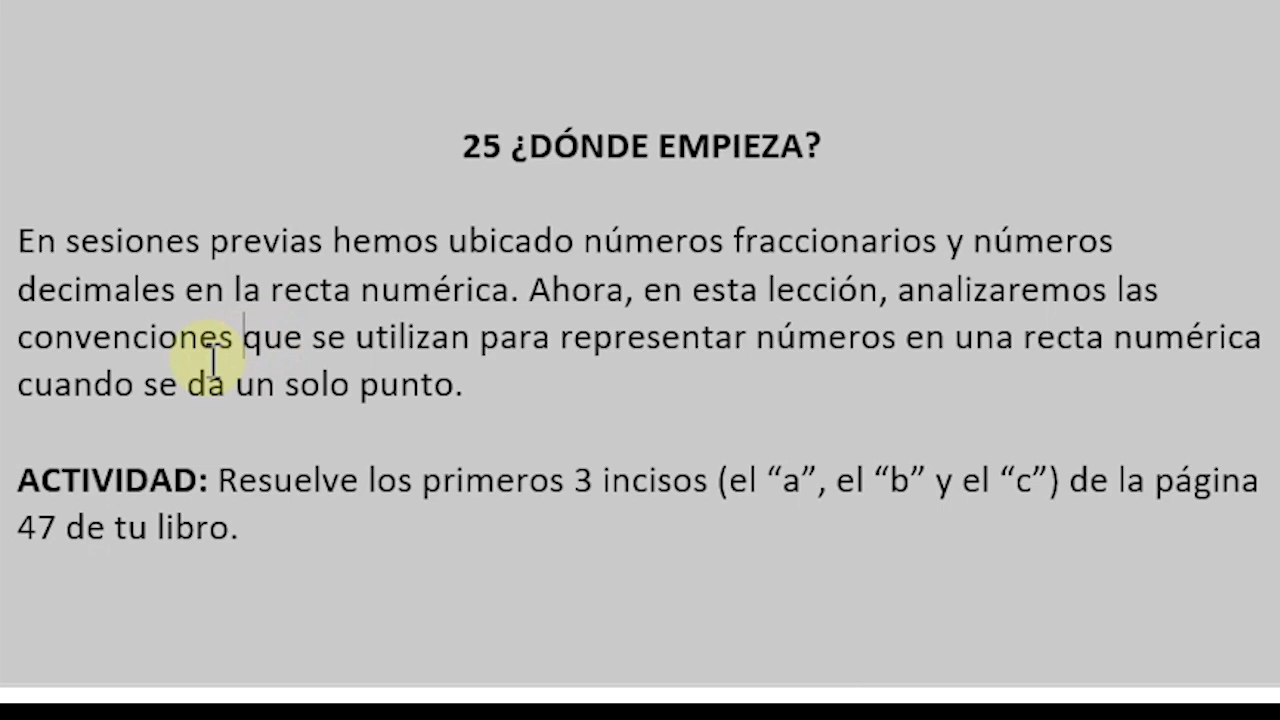 25 ¿DÓNDE EMPIEZA?
En sesiones previas hemos ubicado números fraccionarios y números
decimales en la recta numérica. Ahora, en esta lección, analizaremos las
convenciones que se utilizan para representar números en una recta numérica
cuando se da un solo punto.
ACTIVIDAD: Resuelve los primeros 3 incisos (el “a”, el “b” y el “c”) de la página
47 de tu libro.